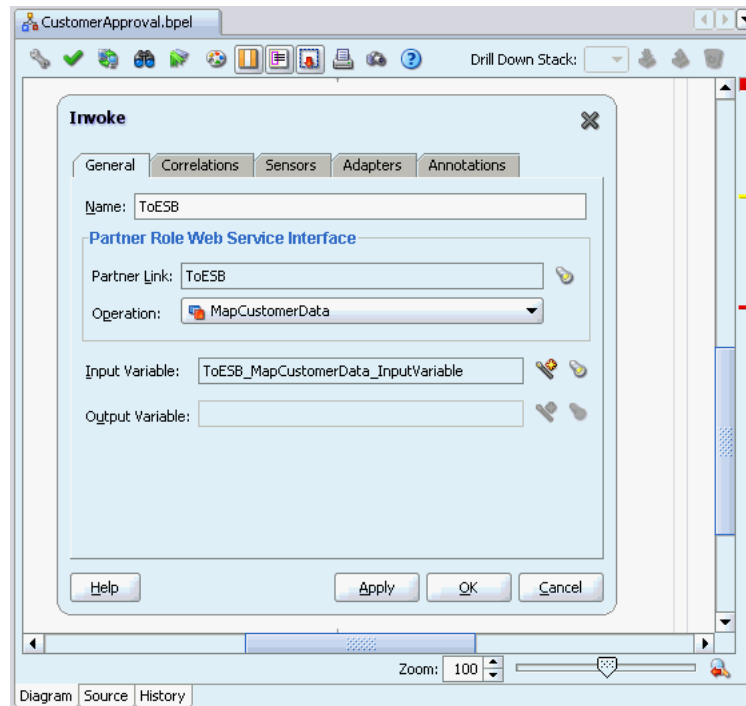 CustomerApproval.bpel
Drill Down Stack:
Invoke
General Correlations Sensors Adapters Annotations
Name: ToESB
Partner Role Web Service Interface
Partner Link: ToESB
Operation: MapCustomerData
Input Variable: ToESB_MapCustomerData_InputVariable
Output Variable:
Help Apply OK Cancel
Zoom: 100
Diagram Source History